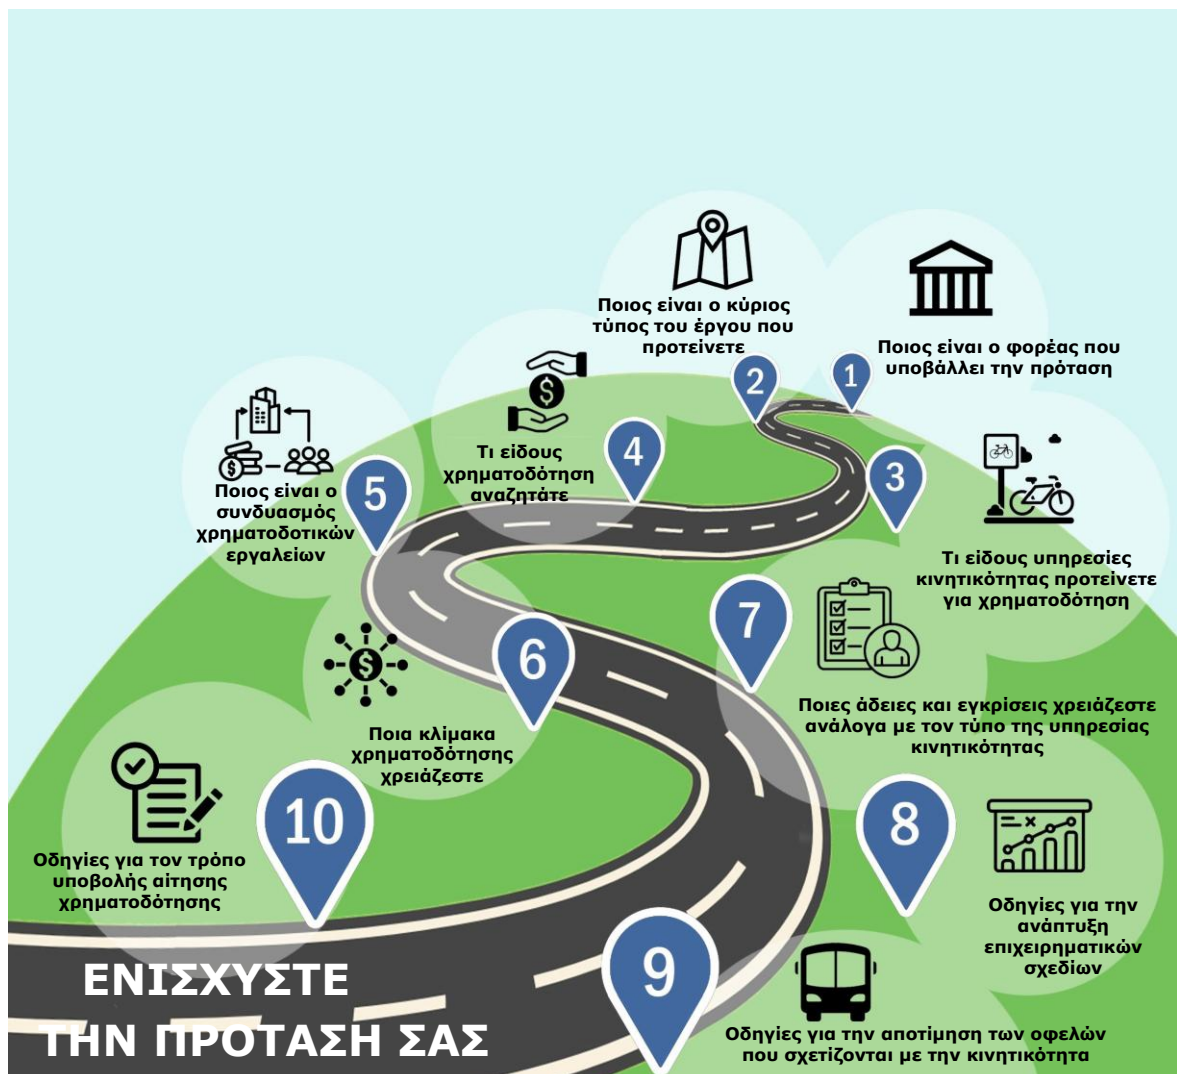 1
Ποιος είναι ο φορέας που
υποβάλλει την πρόταση
2
Ποιος είναι ο κύριος
τύπος του έργου που
προτείνετε
3
Τι είδους υπηρεσίες
κινητικότητας προτείνετε
για χρηματοδότηση
4
Τι είδους
χρηματοδότηση
αναζητάτε
5
Ποιος είναι ο
συνδυασμός
χρηματοδοτικών
εργαλείων
6
Ποια κλίμακα
χρηματοδότησης
χρειάζεστε
7
Ποιες άδειες και εγκρίσεις χρειάζεστε
ανάλογα με τον τύπο της υπηρεσίας
κινητικότητας
8
Οδηγίες για την
ανάπτυξη
επιχειρηματικών
σχεδίων
9
Οδηγίες για την αποτίμηση των οφελών
που σχετίζονται με την κινητικότητα
10
Οδηγίες για τον τρόπο
υποβολής αίτησης
χρηματοδότησης
ΕΝΙΣΧΥΣΤΕ
ΤΗΝ ΠΡΟΤΑΣΗ ΣΑΣ